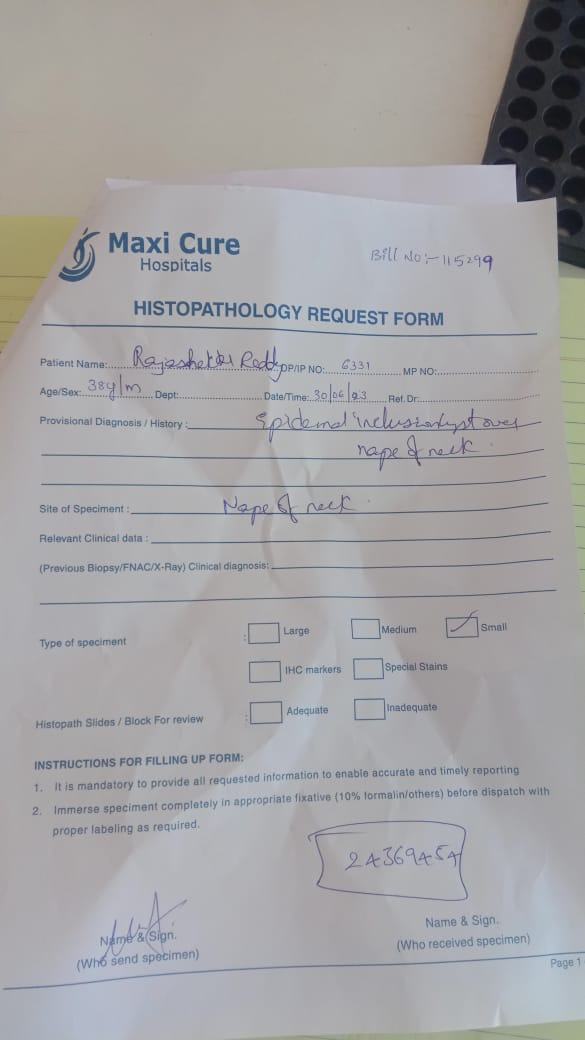 Maxi Cure
Hospitals
Bill No:- 115299
HISTOPATHOLOGY REQUEST FORM
Patient Name: Rajashekar Reddy OP/IP NO: 6331 MP NO:
Age/Sex: 38y/m Dept: Date/Time: 30/06/23 Ref. Dr:
Provisional Diagnosis / History : Epidermal inclusion cyst over
nape of neck.
Site of Speciment : Nape of neck.
Relevant Clinical data :
(Previous Biopsy/FNAC/X-Ray) Clinical diagnosis:
Type of speciment : Large Medium Small
IHC markers Special Stains
Histopath Slides / Block For review : Adequate Inadequate
INSTRUCTIONS FOR FILLING UP FORM:
1. It is mandatory to provide all requested information to enable accurate and timely reporting
2. Immerse speciment completely in appropriate fixative (10% formalin/others) before dispatch with
proper labeling as required.
24369454
Name & Sign. Name & Sign.
(Who send specimen) (Who received specimen)
Page 1